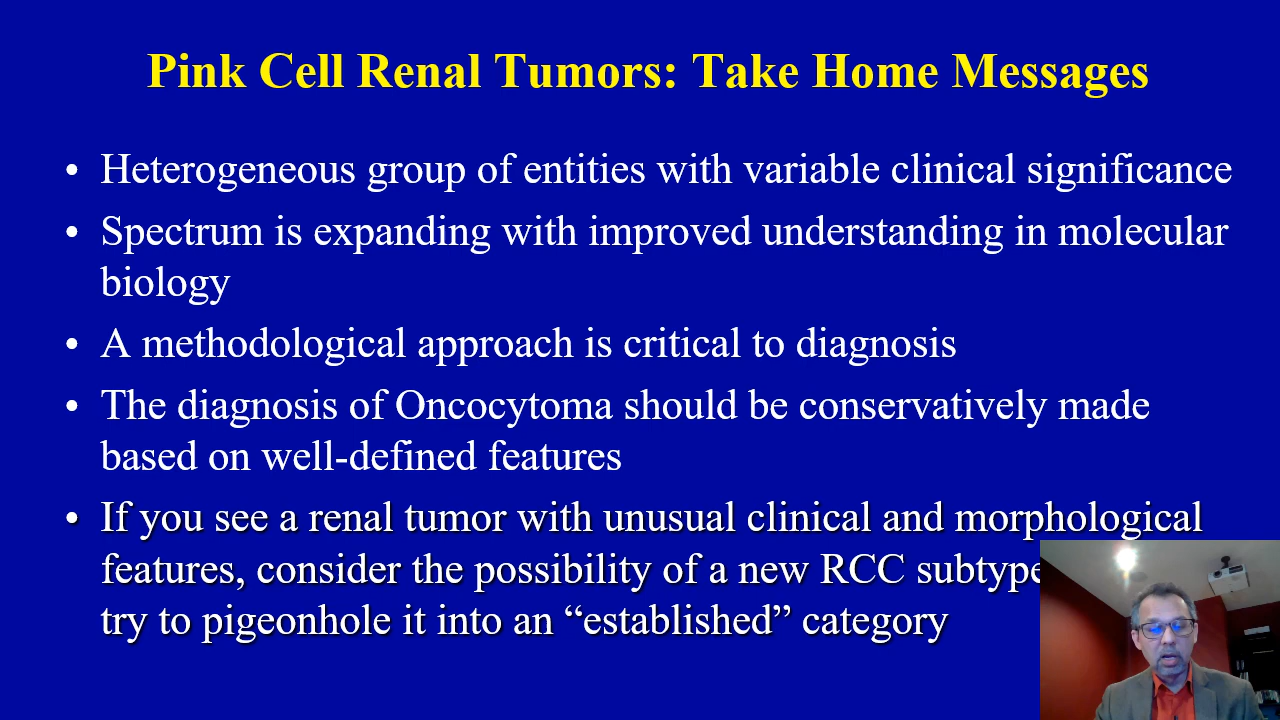 Pink Cell Renal Tumors: Take Home Messages
• Heterogeneous group of entities with variable clinical significance
• Spectrum is expanding with improved understanding in molecular
biology
• A methodological approach is critical to diagnosis
• The diagnosis of Oncocytoma should be conservatively made
based on well-defined features
• If you see a renal tumor with unusual clinical and morphological
features, consider the possibility of a new RCC subtype
try to pigeonhole it into an “established” category